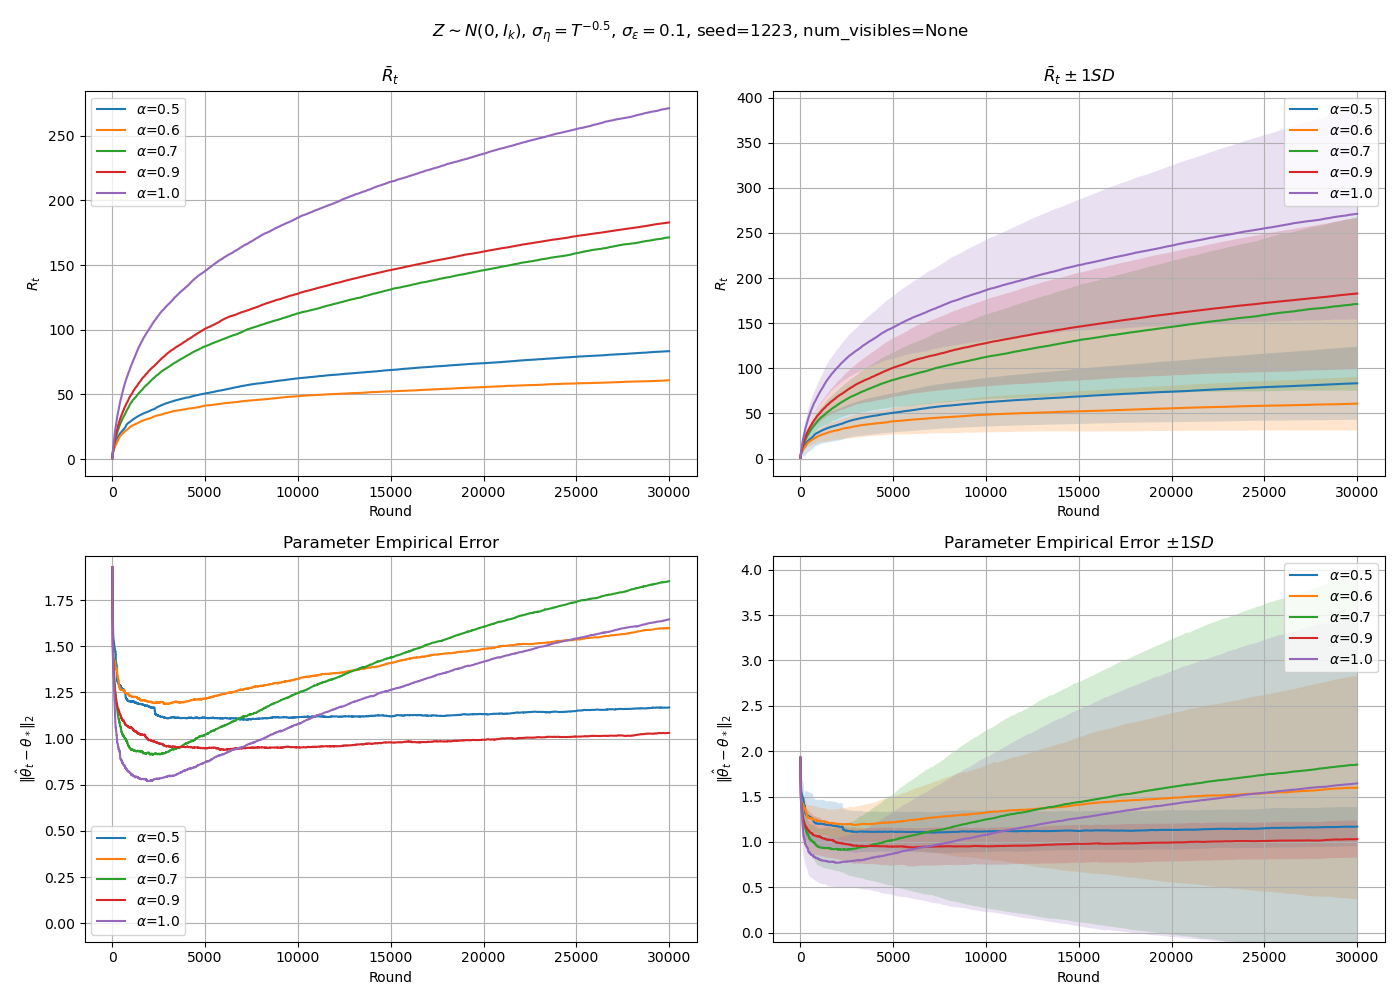 Z ∼ N(0, I_k), σ_η = T^{−0.5}, σ_ε = 0.1, seed=1223, num_visibles=None
R̄_t
R_t
250
200
150
100
50
0
α=0.5
α=0.6
α=0.7
α=0.9
α=1.0
0 5000 10000 15000 20000 25000 30000
Round
R̄_t ± 1SD
R_t
400
350
300
250
200
150
100
50
0
α=0.5
α=0.6
α=0.7
α=0.9
α=1.0
0 5000 10000 15000 20000 25000 30000
Round
Parameter Empirical Error
‖θ̂_t − θ_*‖_2
1.75
1.50
1.25
1.00
0.75
0.50
0.25
0.00
α=0.5
α=0.6
α=0.7
α=0.9
α=1.0
0 5000 10000 15000 20000 25000 30000
Round
Parameter Empirical Error ±1SD
‖θ̂_t − θ_*‖_2
4.0
3.5
3.0
2.5
2.0
1.5
1.0
0.5
0.0
α=0.5
α=0.6
α=0.7
α=0.9
α=1.0
0 5000 10000 15000 20000 25000 30000
Round